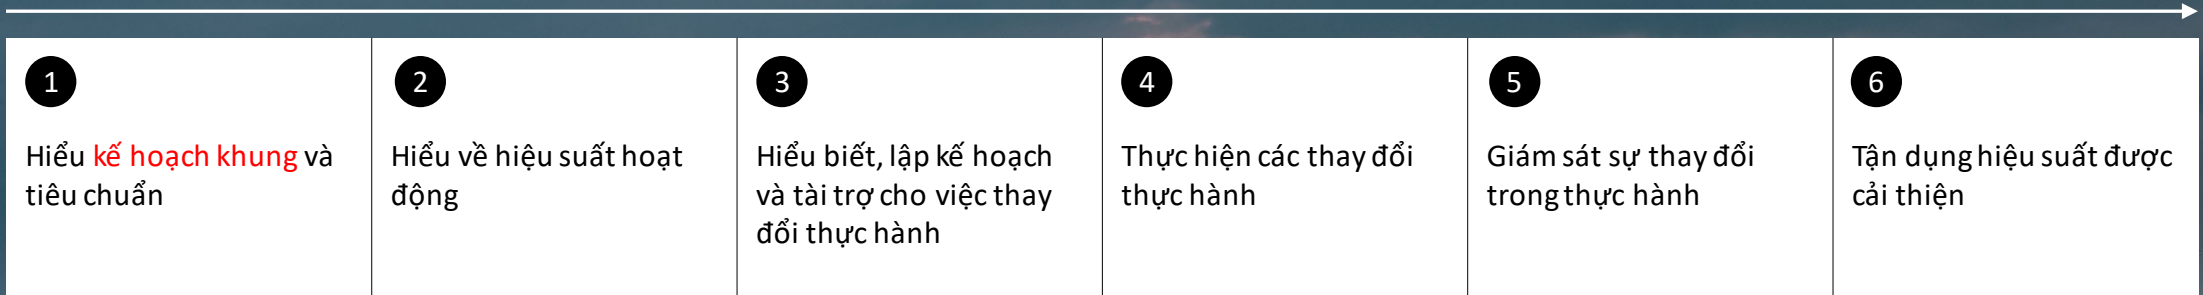 1
Hiểu kế hoạch khung và
tiêu chuẩn
2
Hiểu về hiệu suất hoạt
động
3
Hiểu biết, lập kế hoạch
và tài trợ cho việc thay
đổi thực hành
4
Thực hiện các thay đổi
thực hành
5
Giám sát sự thay đổi
trong thực hành
6
Tận dụng hiệu suất được
cải thiện